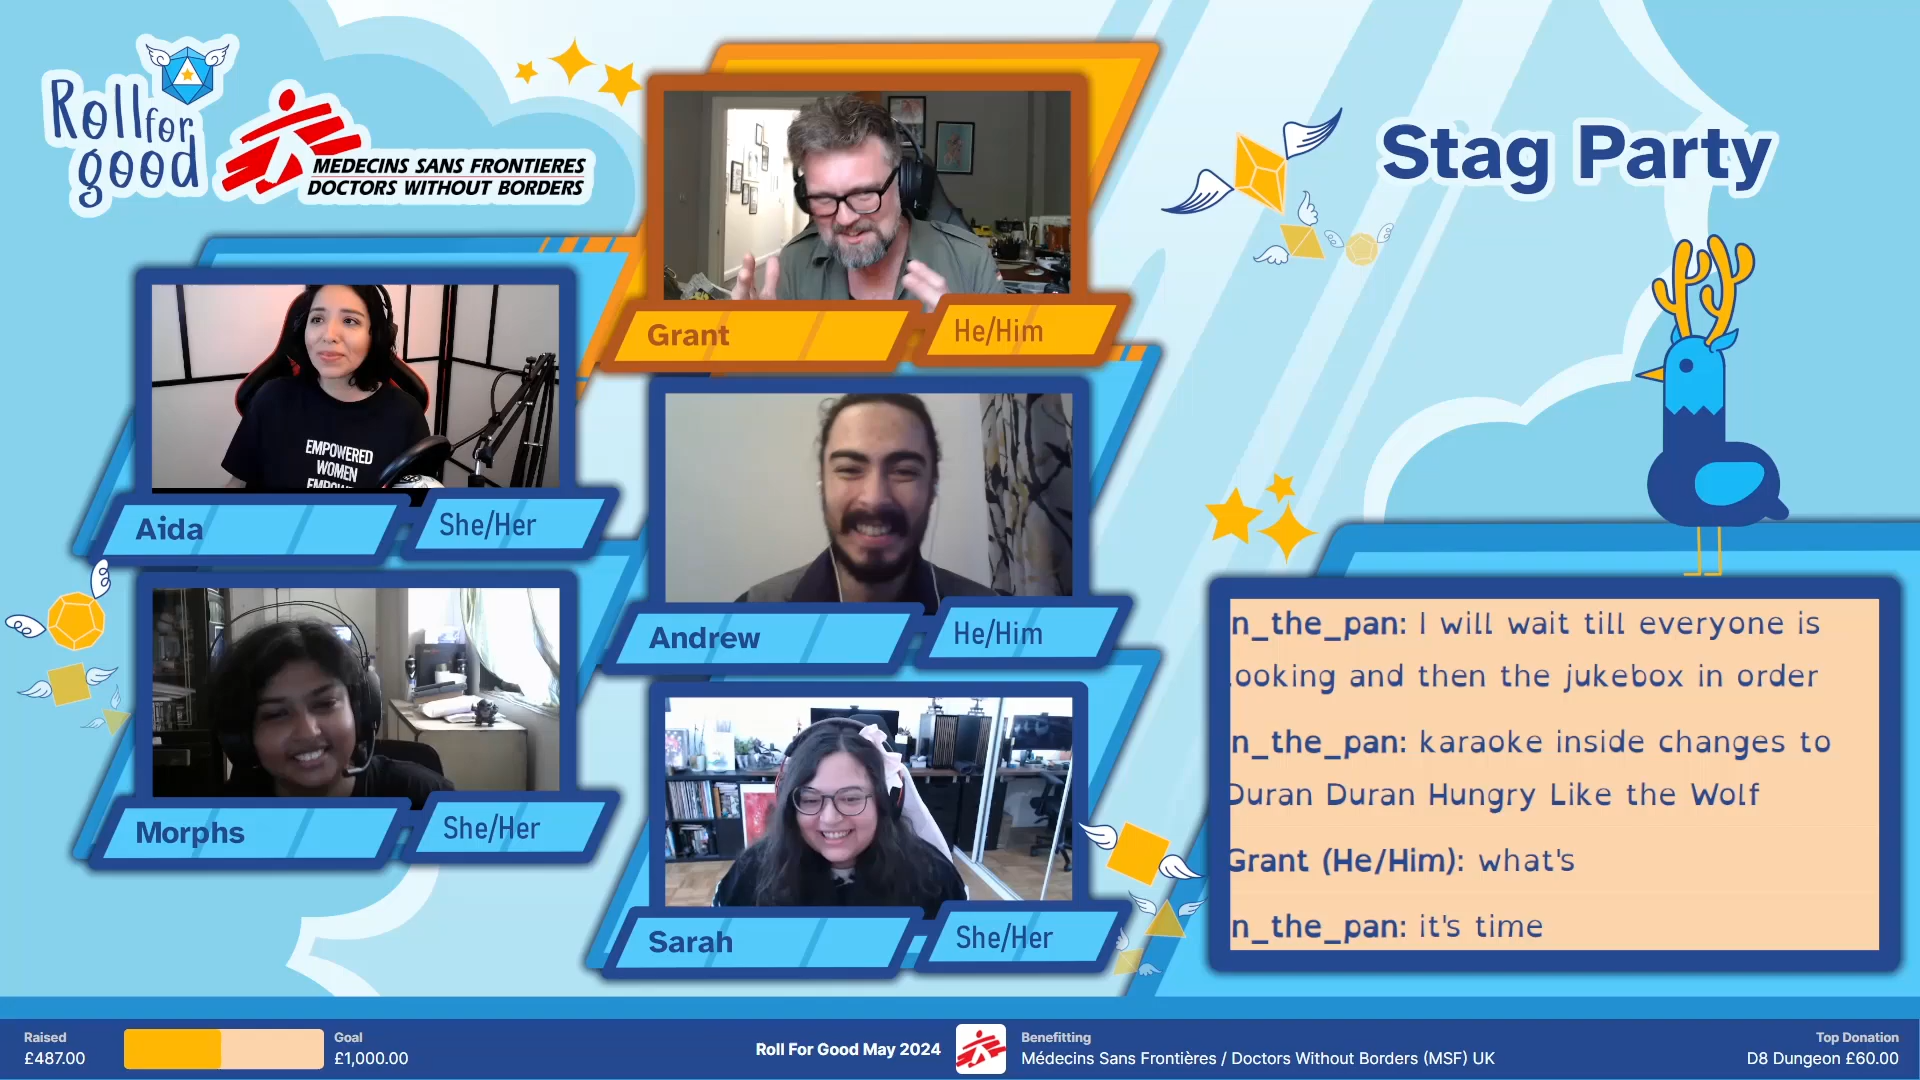 Roll for good
MEDECINS SANS FRONTIERES
DOCTORS WITHOUT BORDERS
Stag Party
Grant
He/Him
EMPOWERED
WOMEN
Aida
She/Her
Andrew
He/Him
Morphs
She/Her
Sarah
She/Her
n_the_pan: I will wait till everyone is
ooking and then the jukebox in order
n_the_pan: karaoke inside changes to
Duran Duran Hungry Like the Wolf
Grant (He/Him): what's
n_the_pan: it's time
Raised
£487.00
Goal
£1,000.00
Roll For Good May 2024
Benefitting
Médecins Sans Frontières / Doctors Without Borders (MSF) UK
Top Donation
D8 Dungeon £60.00